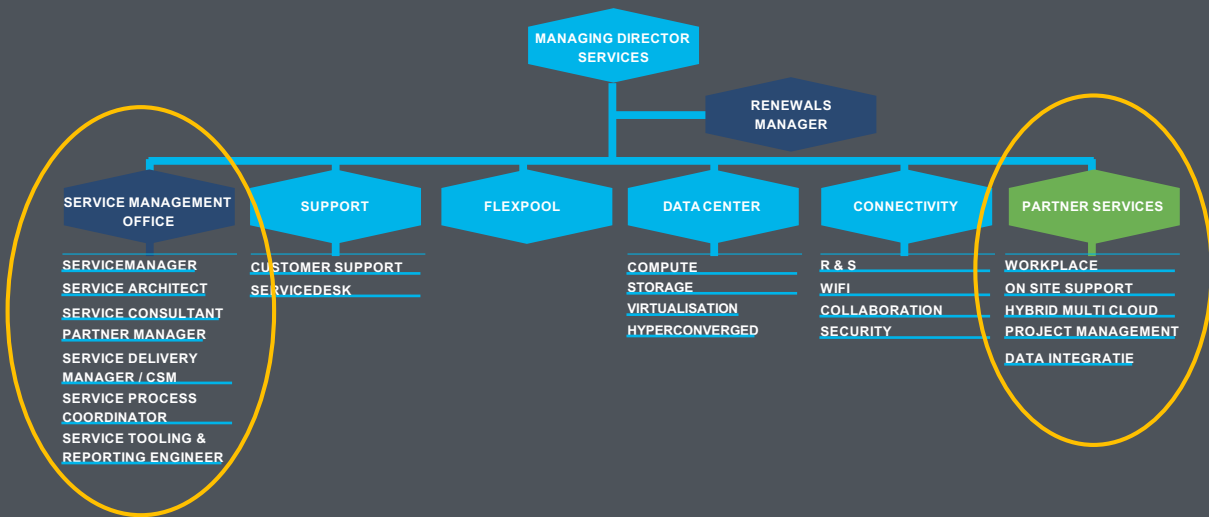 MANAGING DIRECTOR
SERVICES
RENEWALS
MANAGER
SERVICE MANAGEMENT
OFFICE
SUPPORT
FLEXPOOL
DATA CENTER
CONNECTIVITY
PARTNER SERVICES
SERVICEMANAGER
SERVICE ARCHITECT
SERVICE CONSULTANT
PARTNER MANAGER
SERVICE DELIVERY
MANAGER / CSM
SERVICE PROCESS
COORDINATOR
SERVICE TOOLING &
REPORTING ENGINEER
CUSTOMER SUPPORT
SERVICEDESK
COMPUTE
STORAGE
VIRTUALISATION
HYPERCONVERGED
R & S
WIFI
COLLABORATION
SECURITY
WORKPLACE
ON SITE SUPPORT
HYBRID MULTI CLOUD
PROJECT MANAGEMENT
DATA INTEGRATIE